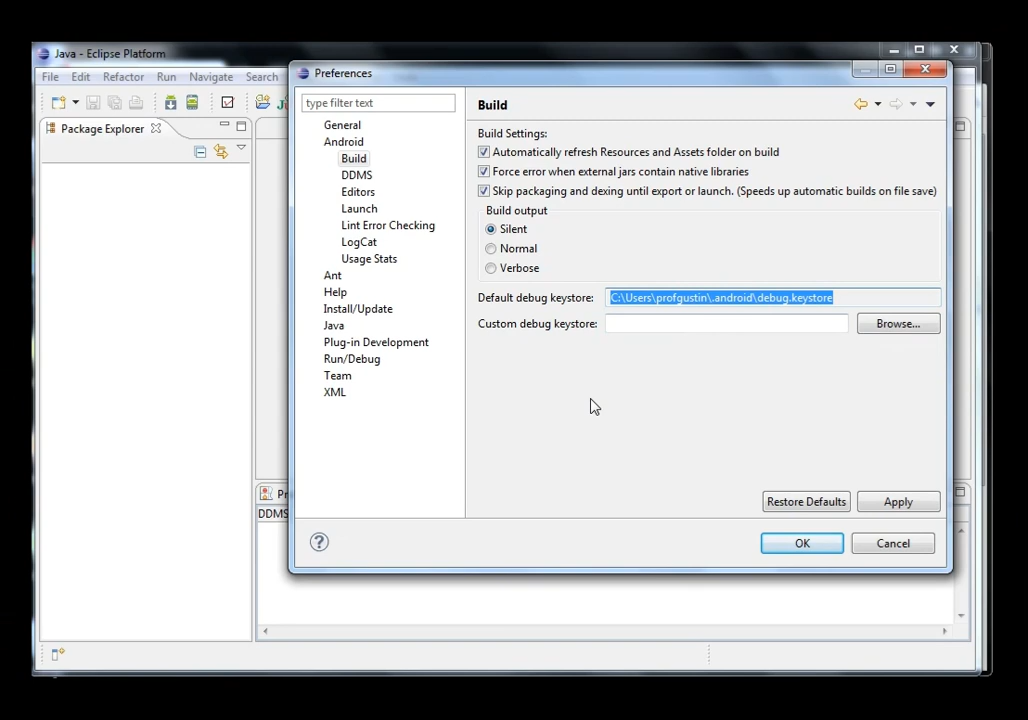 Java - Eclipse Platform
File Edit Refactor Run Navigate Search
Package Explorer
Preferences
type filter text
General
Android
Build
DDMS
Editors
Launch
Lint Error Checking
LogCat
Usage Stats
Ant
Help
Install/Update
Java
Plug-in Development
Run/Debug
Team
XML
Build
Build Settings:
Automatically refresh Resources and Assets folder on build
Force error when external jars contain native libraries
Skip packaging and dexing until export or launch. (Speeds up automatic builds on file save)
Build output
Silent
Normal
Verbose
Default debug keystore: C:\Users\profgustin\.android\debug.keystore
Custom debug keystore: Browse...
Restore Defaults Apply
OK Cancel
Pr
DDMS